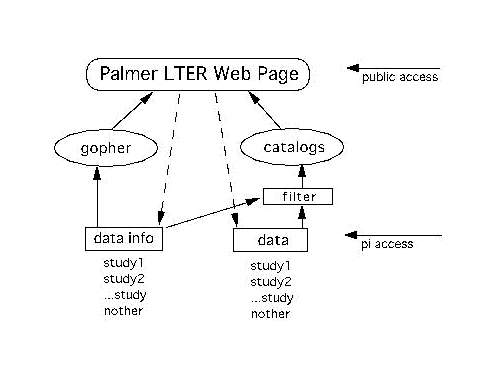 Palmer LTER Web Page
public access
gopher
catalogs
filter
data info
data
pi access
study1
study2
...study
nother
study1
study2
...study
nother